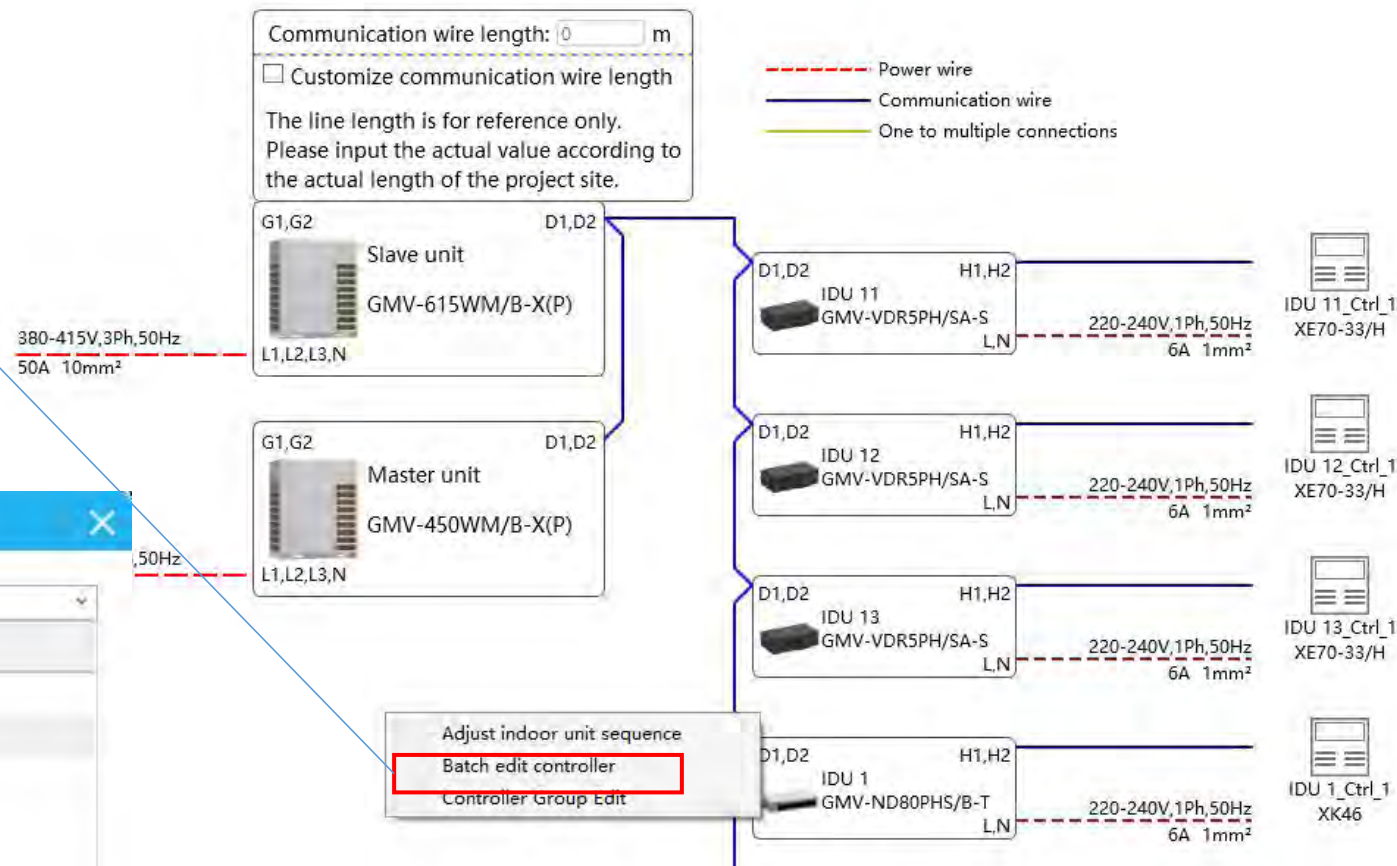 Communication wire length: 0 m
Customize communication wire length
The line length is for reference only.
Please input the actual value according to
the actual length of the project site.
Power wire
Communication wire
One to multiple connections
G1,G2 D1,D2
Slave unit
GMV-615WM/B-X(P)
L1,L2,L3,N
380-415V,3Ph,50Hz
50A 10mm²
G1,G2 D1,D2
Master unit
GMV-450WM/B-X(P)
L1,L2,L3,N
,50Hz
D1,D2 H1,H2
IDU 11
GMV-VDR5PH/SA-S
L,N
220-240V,1Ph,50Hz
6A 1mm²
IDU 11_Ctrl_1
XE70-33/H
D1,D2 H1,H2
IDU 12
GMV-VDR5PH/SA-S
L,N
220-240V,1Ph,50Hz
6A 1mm²
IDU 12_Ctrl_1
XE70-33/H
D1,D2 H1,H2
IDU 13
GMV-VDR5PH/SA-S
L,N
220-240V,1Ph,50Hz
6A 1mm²
IDU 13_Ctrl_1
XE70-33/H
Adjust indoor unit sequence
Batch edit controller
Controller Group Edit
D1,D2 H1,H2
IDU 1
GMV-ND80PHS/B-T
L,N
220-240V,1Ph,50Hz
6A 1mm²
IDU 1_Ctrl_1
XK46